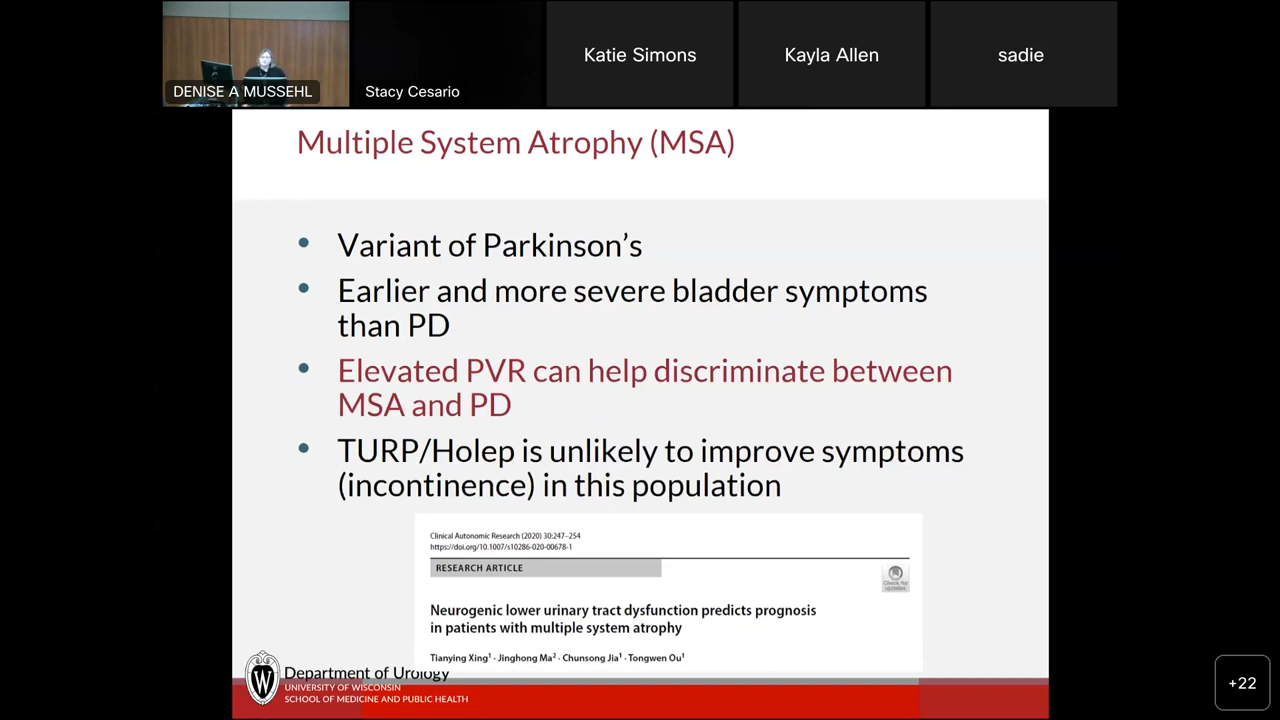 DENISE A MUSSEHL
Stacy Cesario
Katie Simons
Kayla Allen
sadie
Multiple System Atrophy (MSA)
• Variant of Parkinson’s
• Earlier and more severe bladder symptoms
than PD
• Elevated PVR can help discriminate between
MSA and PD
• TURP/Holep is unlikely to improve symptoms
(incontinence) in this population
Clinical Autonomic Research (2020) 30:247–254
https://doi.org/10.1007/s10286-020-00678-1
RESEARCH ARTICLE
Check for
updates
Neurogenic lower urinary tract dysfunction predicts prognosis
in patients with multiple system atrophy
Tianying Xing¹ · Jinghong Ma² · Chunsong Jia¹ · Tongwen Ou¹
Department of Urology
UNIVERSITY OF WISCONSIN
SCHOOL OF MEDICINE AND PUBLIC HEALTH
+22